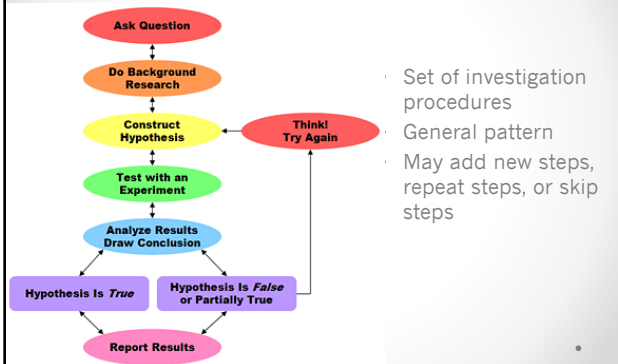 Ask Question
Do Background
Research
Construct
Hypothesis
Think!
Try Again
Test with an
Experiment
Analyze Results
Draw Conclusion
Hypothesis Is True
Hypothesis Is False
or Partially True
Report Results
Set of investigation
procedures
General pattern
May add new steps,
repeat steps, or skip
steps